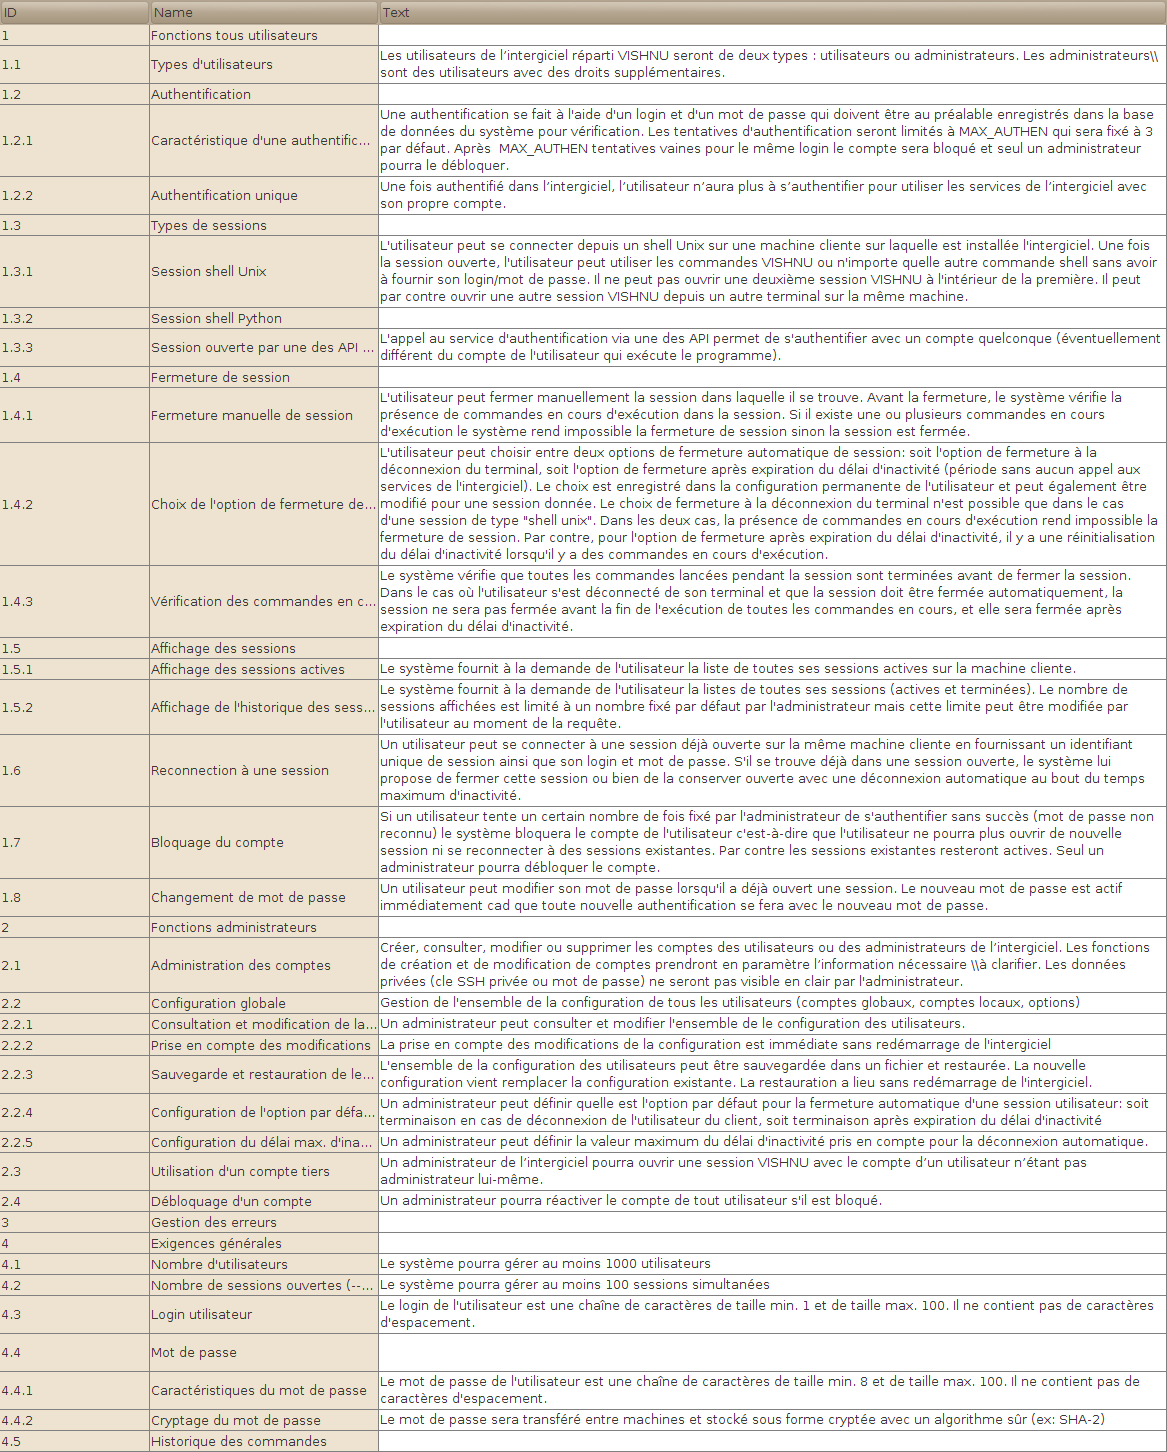 ID Name Text
1 Fonctions tous utilisateurs
1.1 Types d'utilisateurs
Les utilisateurs de l’intergiciel réparti VISHNU seront de deux types : utilisateurs ou administrateurs. Les administrateurs\\
sont des utilisateurs avec des droits supplémentaires.
1.2 Authentification
1.2.1 Caractéristique d'une authentific...
Une authentification se fait à l'aide d'un login et d'un mot de passe qui doivent être au préalable enregistrés dans la base
de données du système pour vérification. Les tentatives d'authentification seront limités à MAX_AUTHEN qui sera fixé à 3
par défaut. Après  MAX_AUTHEN tentatives vaines pour le même login le compte sera bloqué et seul un administrateur
pourra le débloquer.
1.2.2 Authentification unique
Une fois authentifié dans l’intergiciel, l’utilisateur n’aura plus à s’authentifier pour utiliser les services de l’intergiciel avec
son propre compte.
1.3 Types de sessions
1.3.1 Session shell Unix
L'utilisateur peut se connecter depuis un shell Unix sur une machine cliente sur laquelle est installée l'intergiciel. Une fois
la session ouverte, l'utilisateur peut utiliser les commandes VISHNU ou n'importe quelle autre commande shell sans avoir
à fournir son login/mot de passe. Il ne peut pas ouvrir une deuxième session VISHNU à l'intérieur de la première. Il peut
par contre ouvrir une autre session VISHNU depuis un autre terminal sur la même machine.
1.3.2 Session shell Python
1.3.3 Session ouverte par une des API ...
L'appel au service d'authentification via une des API permet de s'authentifier avec un compte quelconque (éventuellement
différent du compte de l'utilisateur qui exécute le programme).
1.4 Fermeture de session
1.4.1 Fermeture manuelle de session
L'utilisateur peut fermer manuellement la session dans laquelle il se trouve. Avant la fermeture, le système vérifie la
présence de commandes en cours d'exécution dans la session. Si il existe une ou plusieurs commandes en cours
d'exécution le système rend impossible la fermeture de session sinon la session est fermée.
1.4.2 Choix de l'option de fermeture de...
L'utilisateur peut choisir entre deux options de fermeture automatique de session: soit l'option de fermeture à la
déconnexion du terminal, soit l'option de fermeture après expiration du délai d'inactivité (période sans aucun appel aux
services de l'intergiciel). Le choix est enregistré dans la configuration permanente de l'utilisateur et peut également être
modifié pour une session donnée. Le choix de fermeture à la déconnexion du terminal n'est possible que dans le cas
d'une session de type "shell unix". Dans les deux cas, la présence de commandes en cours d'exécution rend impossible la
fermeture de session. Par contre, pour l'option de fermeture après expiration du délai d'inactivité, il y a une réinitialisation
du délai d'inactivité lorsqu'il y a des commandes en cours d'exécution.
1.4.3 Vérification des commandes en c...
Le système vérifie que toutes les commandes lancées pendant la session sont terminées avant de fermer la session.
Dans le cas où l'utilisateur s'est déconnecté de son terminal et que la session doit être fermée automatiquement, la
session ne sera pas fermée avant la fin de l'exécution de toutes les commandes en cours, et elle sera fermée après
expiration du délai d'inactivité.
1.5 Affichage des sessions
1.5.1 Affichage des sessions actives Le système fournit à la demande de l'utilisateur la liste de toutes ses sessions actives sur la machine cliente.
1.5.2 Affichage de l'historique des sess...
Le système fournit à la demande de l'utilisateur la listes de toutes ses sessions (actives et terminées). Le nombre de
sessions affichées est limité à un nombre fixé par défaut par l'administrateur mais cette limite peut être modifiée par
l'utilisateur au moment de la requête.
1.6 Reconnection à une session
Un utilisateur peut se connecter à une session déjà ouverte sur la même machine cliente en fournissant un identifiant
unique de session ainsi que son login et mot de passe. S'il se trouve déjà dans une session ouverte, le système lui
propose de fermer cette session ou bien de la conserver ouverte avec une déconnexion automatique au bout du temps
maximum d'inactivité.
1.7 Bloquage du compte
Si un utilisateur tente un certain nombre de fois fixé par l'administrateur de s'authentifier sans succès (mot de passe non
reconnu) le système bloquera le compte de l'utilisateur c'est-à-dire que l'utilisateur ne pourra plus ouvrir de nouvelle
session ni se reconnecter à des sessions existantes. Par contre les sessions existantes resteront actives. Seul un
administrateur pourra débloquer le compte.
1.8 Changement de mot de passe
Un utilisateur peut modifier son mot de passe lorsqu'il a déjà ouvert une session. Le nouveau mot de passe est actif
immédiatement cad que toute nouvelle authentification se fera avec le nouveau mot de passe.
2 Fonctions administrateurs
2.1 Administration des comptes
Créer, consulter, modifier ou supprimer les comptes des utilisateurs ou des administrateurs de l’intergiciel. Les fonctions
de création et de modification de comptes prendront en paramètre l’information nécessaire \\à clarifier. Les données
privées (cle SSH privée ou mot de passe) ne seront pas visible en clair par l'administrateur.
2.2 Configuration globale Gestion de l'ensemble de la configuration de tous les utilisateurs (comptes globaux, comptes locaux, options)
2.2.1 Consultation et modification de la... Un administrateur peut consulter et modifier l'ensemble de le configuration des utilisateurs.
2.2.2 Prise en compte des modifications La prise en compte des modifications de la configuration est immédiate sans redémarrage de l'intergiciel
2.2.3 Sauvegarde et restauration de le...
L'ensemble de la configuration des utilisateurs peut être sauvegardée dans un fichier et restaurée. La nouvelle
configuration vient remplacer la configuration existante. La restauration a lieu sans redémarrage de l'intergiciel.
2.2.4 Configuration de l'option par défa...
Un administrateur peut définir quelle est l'option par défaut pour la fermeture automatique d'une session utilisateur: soit
terminaison en cas de déconnexion de l'utilisateur du client, soit terminaison après expiration du délai d'inactivité
2.2.5 Configuration du délai max. d'ina... Un administrateur peut définir la valeur maximum du délai d'inactivité pris en compte pour la déconnexion automatique.
2.3 Utilisation d'un compte tiers
Un administrateur de l’intergiciel pourra ouvrir une session VISHNU avec le compte d’un utilisateur n’étant pas
administrateur lui-même.
2.4 Débloquage d'un compte Un administrateur pourra réactiver le compte de tout utilisateur s'il est bloqué.
3 Gestion des erreurs
4 Exigences générales
4.1 Nombre d'utilisateurs Le système pourra gérer au moins 1000 utilisateurs
4.2 Nombre de sessions ouvertes (--... Le système pourra gérer au moins 100 sessions simultanées
4.3 Login utilisateur
Le login de l'utilisateur est une chaîne de caractères de taille min. 1 et de taille max. 100. Il ne contient pas de caractères
d'espacement.
4.4 Mot de passe
4.4.1 Caractéristiques du mot de passe
Le mot de passe de l'utilisateur est une chaîne de caractères de taille min. 8 et de taille max. 100. Il ne contient pas de
caractères d'espacement.
4.4.2 Cryptage du mot de passe Le mot de passe sera transféré entre machines et stocké sous forme cryptée avec un algorithme sûr (ex: SHA-2)
4.5 Historique des commandes